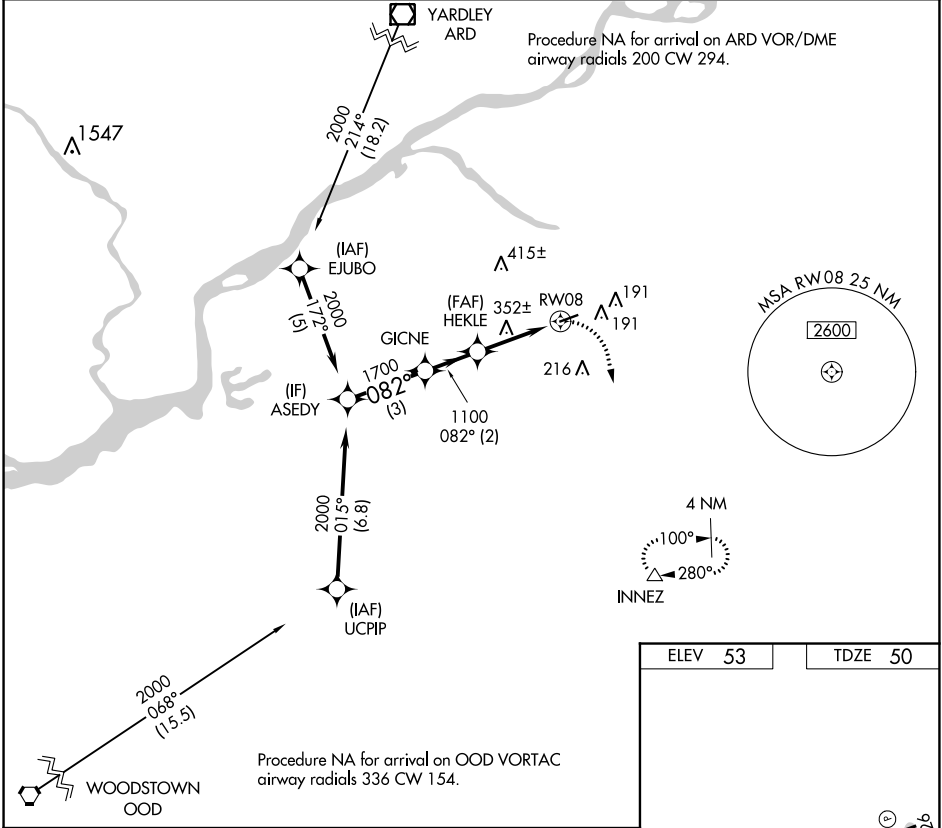 YARDLEY
ARD
Procedure NA for arrival on ARD VOR/DME
airway radials 200 CW 294.
1547
2000
214°
(18.2)
(IAF)
EJUBO
2000
172°
(5)
415±
(FAF)
HEKLE
352±
RW08
191
191
216
GICNE
(IF)
ASEDY
1700
082°
(3)
1100
082° (2)
MSA RW08 25 NM
2600
2000
015°
(6.8)
4 NM
100°
280°
INNEZ
(IAF)
UCPIP
2000
068°
(15.5)
WOODSTOWN
OOD
Procedure NA for arrival on OOD VORTAC
airway radials 336 CW 154.
ELEV 53
TDZE 50
P
26